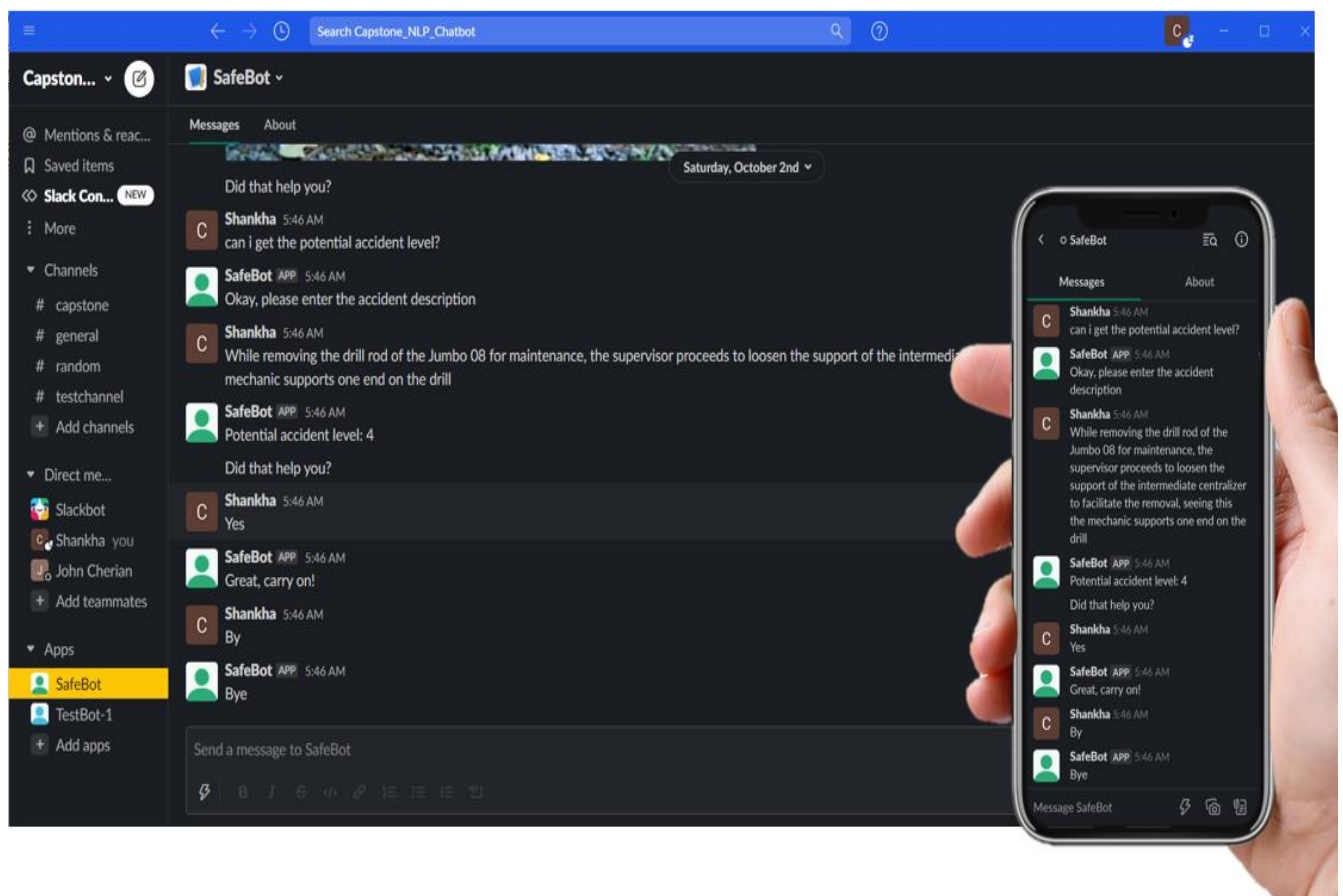 Search Capstone_NLP_Chatbot
C
Capston...
SafeBot
Messages About
Mentions & reac...
Saved items
Slack Con... NEW
More
Channels
# capstone
# general
# random
# testchannel
+ Add channels
Direct me...
Slackbot
C Shankha you
J John Cherian
+ Add teammates
Apps
SafeBot
TestBot-1
+ Add apps
Saturday, October 2nd
Did that help you?
C
Shankha 5:46 AM
can i get the potential accident level?
SafeBot APP 5:46 AM
Okay, please enter the accident description
C
Shankha 5:46 AM
While removing the drill rod of the Jumbo 08 for maintenance, the supervisor proceeds to loosen the support of the intermedi
mechanic supports one end on the drill
SafeBot APP 5:46 AM
Potential accident level: 4
Did that help you?
C
Shankha 5:46 AM
Yes
SafeBot APP 5:46 AM
Great, carry on!
C
Shankha 5:46 AM
By
SafeBot APP 5:46 AM
Bye
Send a message to SafeBot
B I S
SafeBot
Messages About
C
Shankha 5:46 AM
can i get the potential accident level?
SafeBot APP 5:46 AM
Okay, please enter the accident
description
C
Shankha 5:46 AM
While removing the drill rod of the
Jumbo 08 for maintenance, the
supervisor proceeds to loosen the
support of the intermediate centralizer
to facilitate the removal, seeing this
the mechanic supports one end on the
drill
SafeBot APP 5:46 AM
Potential accident level: 4
Did that help you?
C
Shankha 5:46 AM
Yes
SafeBot APP 5:46 AM
Great, carry on!
C
Shankha 5:46 AM
By
SafeBot APP 5:46 AM
Bye
Message SafeBot